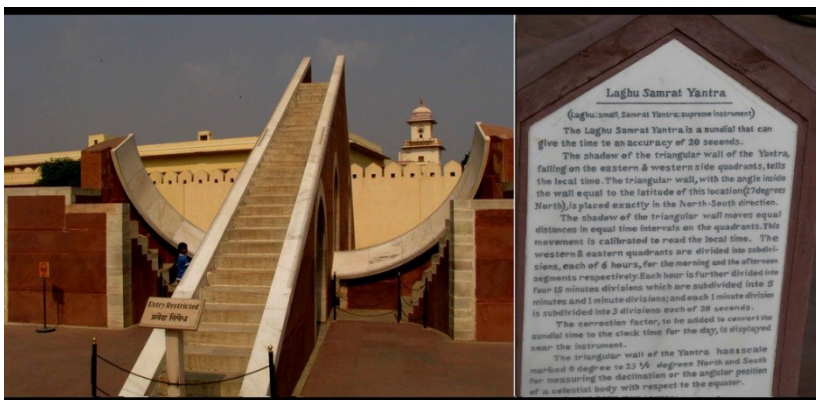 Entry Restricted
प्रवेश निषेध
Laghu Samrat Yantra
(Laghu:small, Samrat Yantra:supreme instrument)
The Laghu Samrat Yantra is a sundial that can
give the time to an accuracy of 20 seconds.
The shadow of the triangular wall of the Yantra,
falling on the eastern & western side quadrants, tells
the local time. The triangular wall, with the angle inside
the wall equal to the latitude of this location(27degrees
North), is placed exactly in the North-South direction.
The shadow of the triangular wall moves equal
distances in equal time intervals on the quadrants. This
movement is calibrated to read the local time. The
western & eastern quadrants are divided into subdivi-
sions, each of 6 hours, for the morning and the afternoon
segments respectively. Each hour is further divided into
four 15 minutes divisions which are subdivided into 5
minutes and 1 minute divisions; and each 1 minute division
is subdivided into 3 divisions each of 20 seconds.
The correction factor, to be added to convert the
sundial time to the clock time for the day, is displayed
near the instrument.
The triangular wall of the Yantra has a scale
marked 0 degree to 23 ½ degrees North and South
for measuring the declination or the angular position
of a celestial body with respect to the equator.